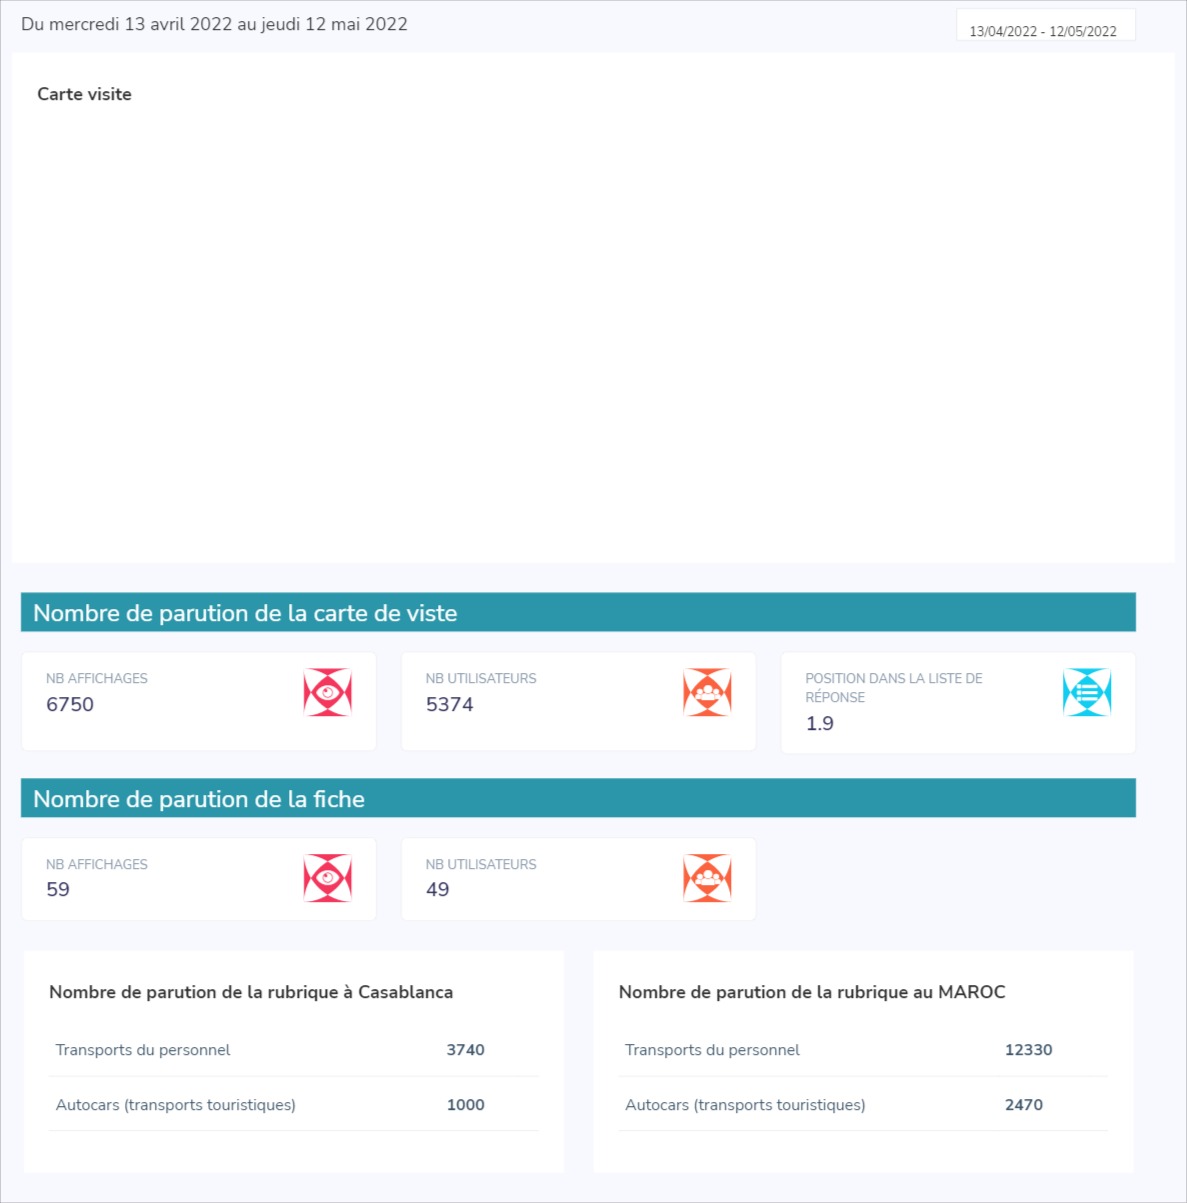 Du mercredi 13 avril 2022 au jeudi 12 mai 2022
13/04/2022 - 12/05/2022
Carte visite
Nombre de parution de la carte de viste
NB AFFICHAGES
6750
NB UTILISATEURS
5374
POSITION DANS LA LISTE DE
RÉPONSE
1.9
Nombre de parution de la fiche
NB AFFICHAGES
59
NB UTILISATEURS
49
Nombre de parution de la rubrique à Casablanca
Transports du personnel 3740
Autocars (transports touristiques) 1000
Nombre de parution de la rubrique au MAROC
Transports du personnel 12330
Autocars (transports touristiques) 2470